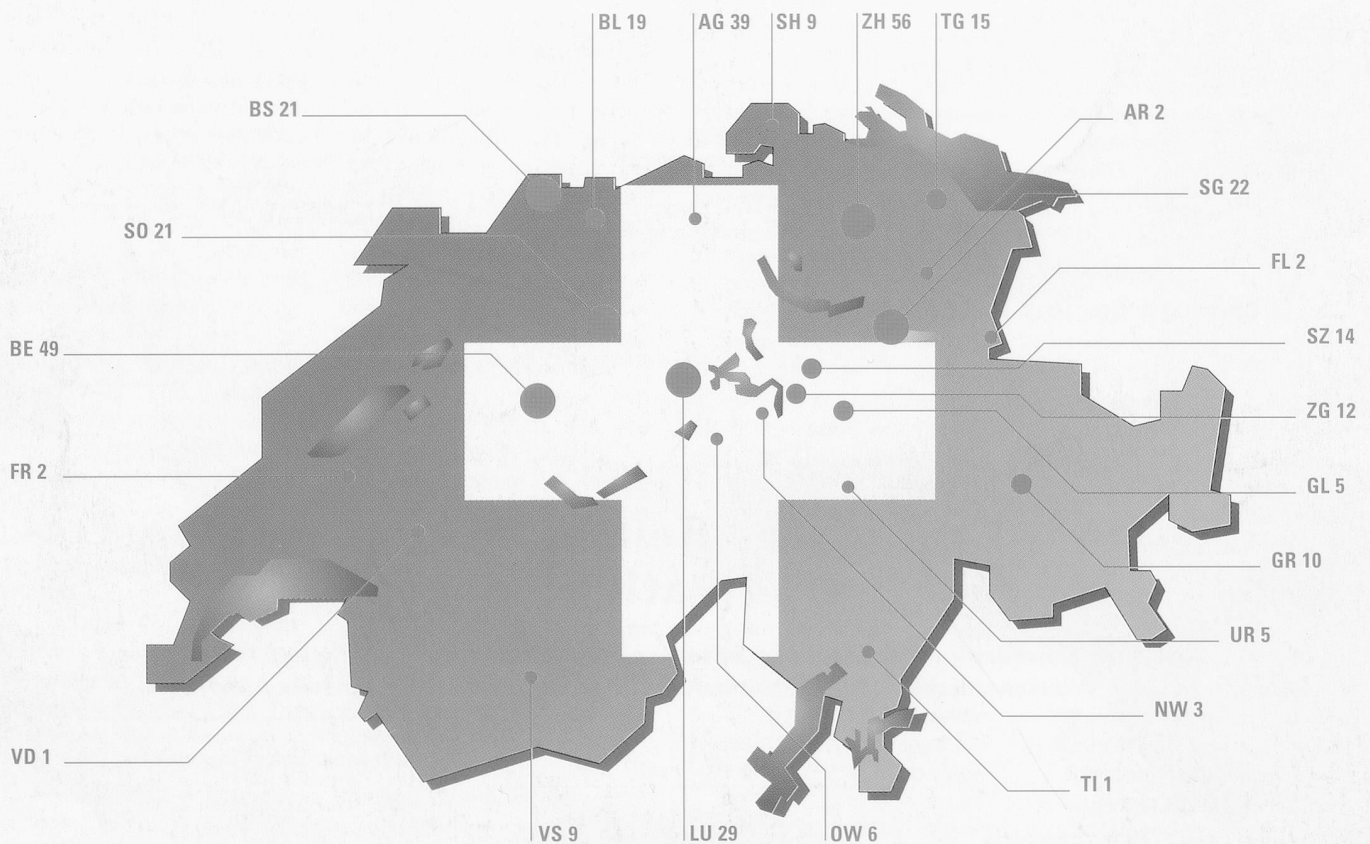 BL 19
AG 39
SH 9
ZH 56
TG 15
BS 21
AR 2
SG 22
SO 21
FL 2
BE 49
SZ 14
ZG 12
FR 2
GL 5
GR 10
UR 5
NW 3
VD 1
TI 1
VS 9
LU 29
OW 6